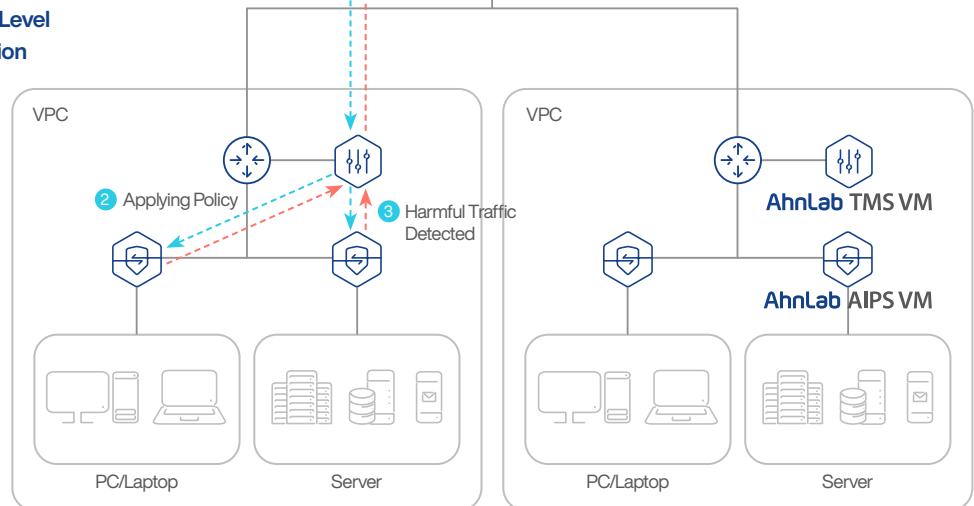 Level
ion
VPC
VPC
2 Applying Policy
3 Harmful Traffic
Detected
AhnLab TMS VM
AhnLab AIPS VM
PC/Laptop
Server
PC/Laptop
Server